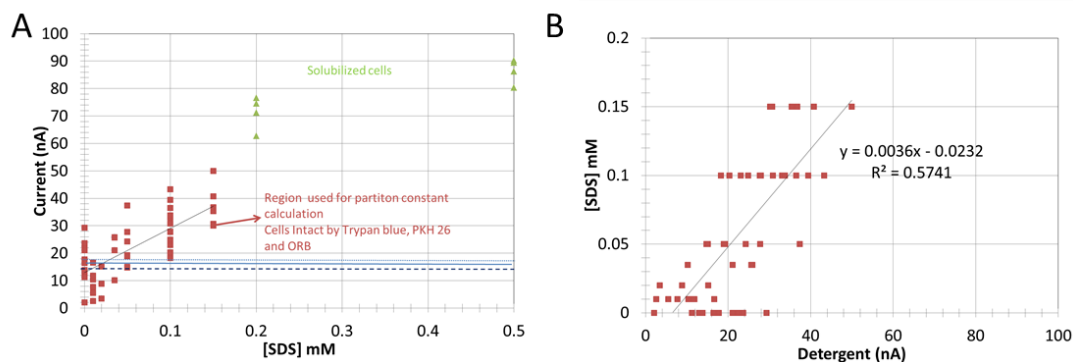 A
100
90
80
70
60
50
40
30
20
10
0
Current (nA)
Solubilized cells
Region used for partiton constant
calculation
Cells Intact by Trypan blue, PKH 26
and ORB
0 0.1 0.2 0.3 0.4 0.5
[SDS] mM
B
0.2
0.15
0.1
0.05
0
[SDS] mM
y = 0.0036x - 0.0232
R² = 0.5741
0 20 40 60 80 100
Detergent (nA)